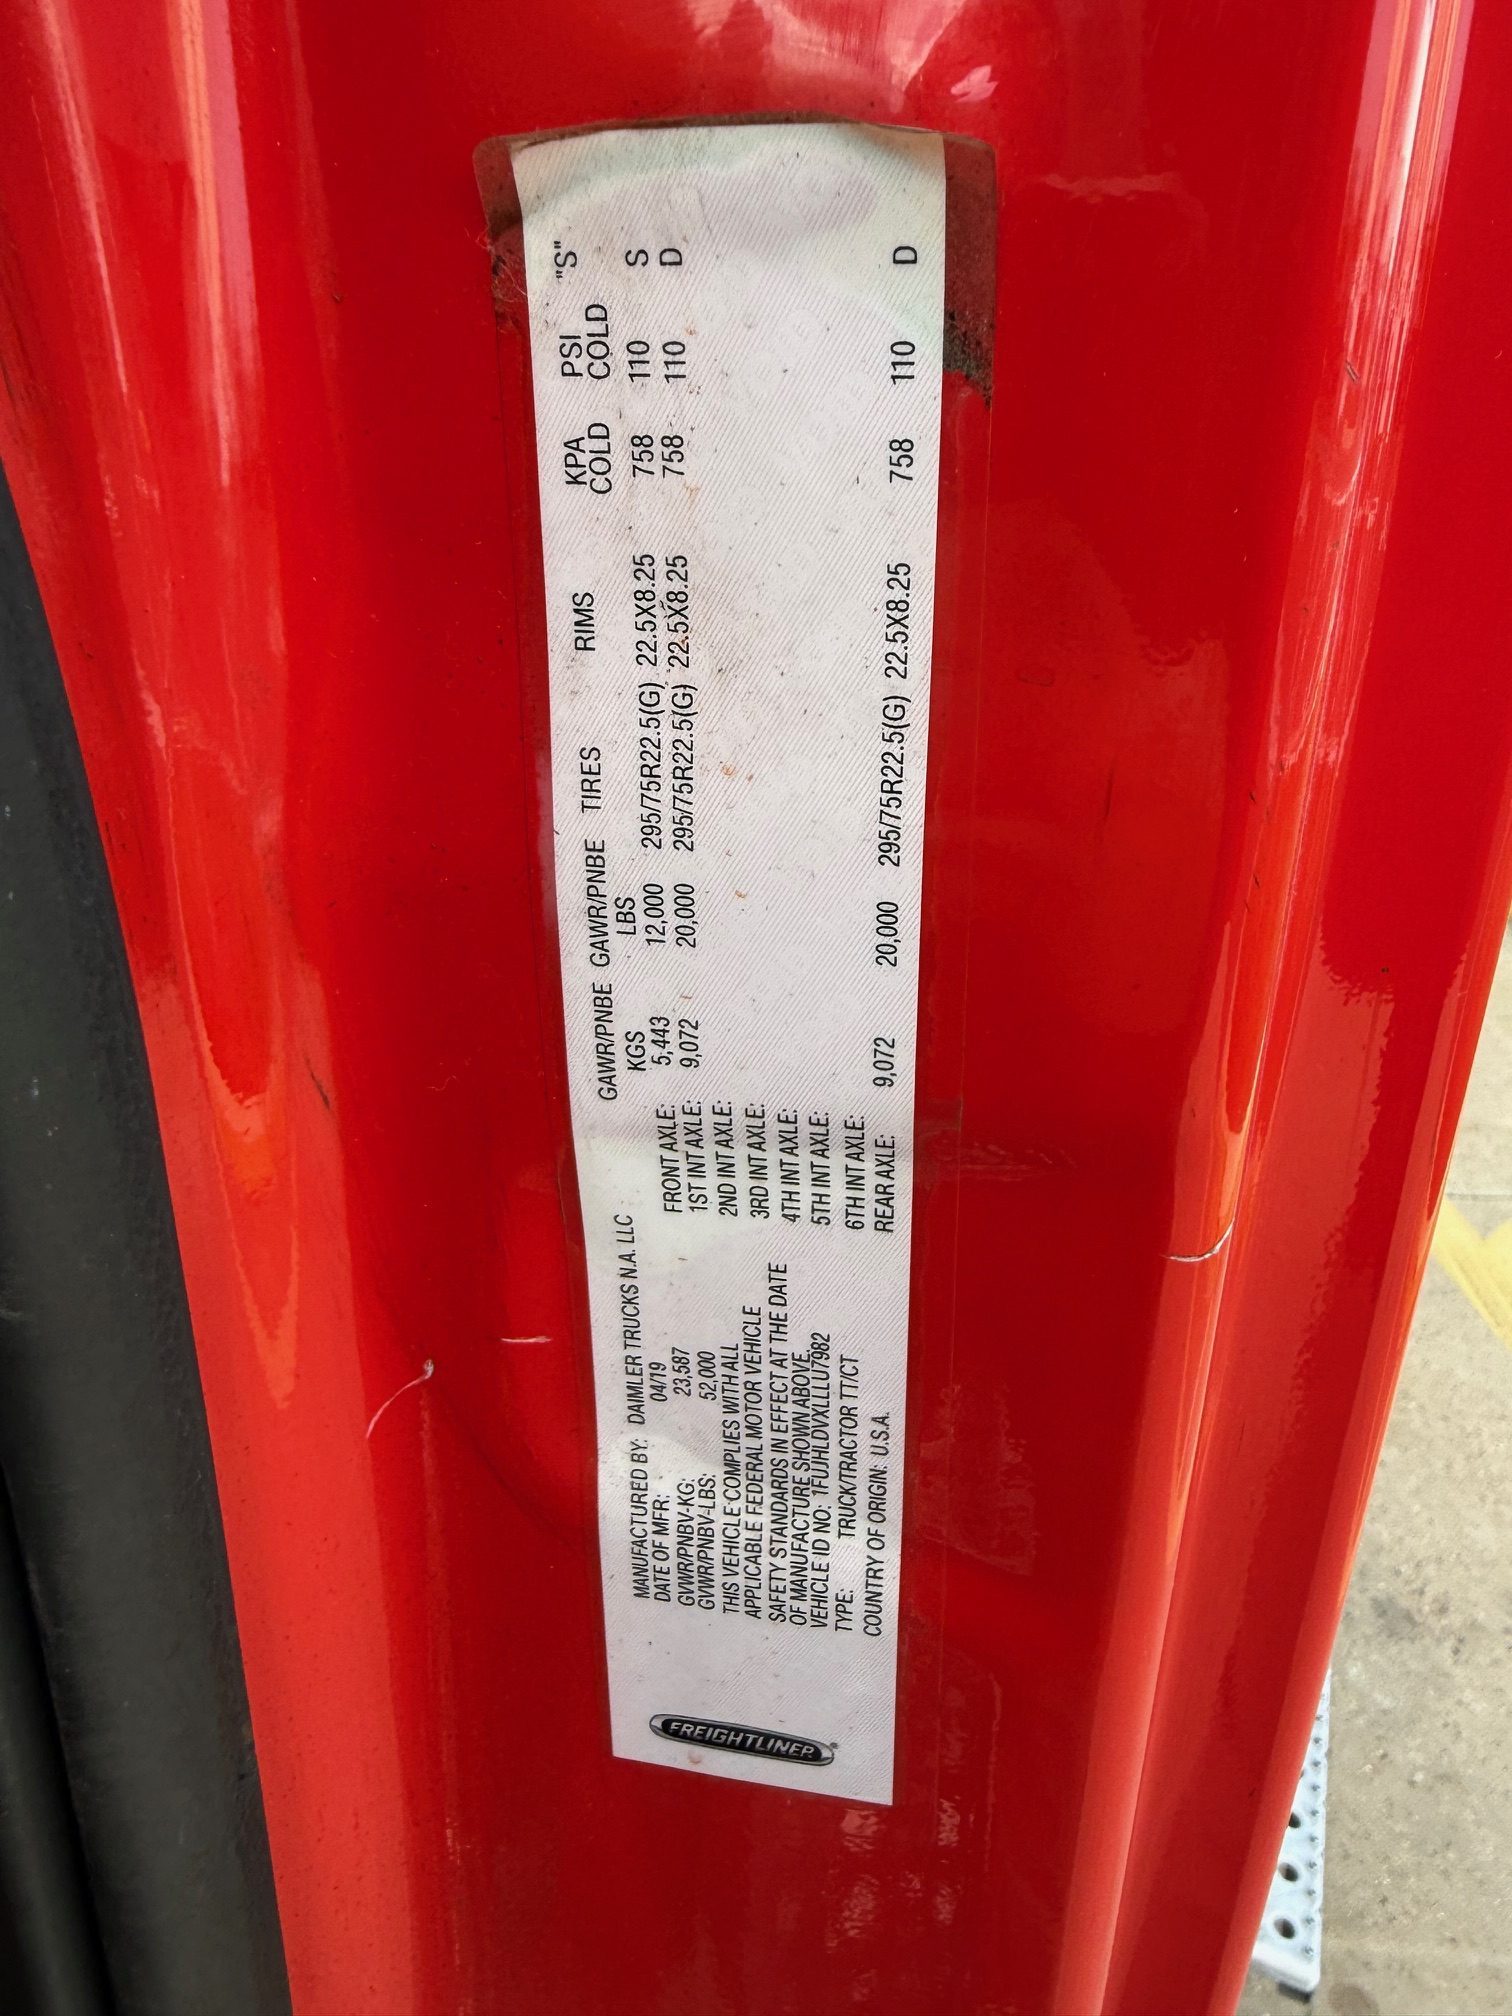 FREIGHTLINER®
MANUFACTURED BY: DAIMLER TRUCKS N.A. LLC
DATE OF MFR: 04/19
GVWR/PNBV-KG: 23,587
GVWR/PNBV-LBS: 52,000
THIS VEHICLE COMPLIES WITH ALL
APPLICABLE FEDERAL MOTOR VEHICLE
SAFETY STANDARDS IN EFFECT AT THE DATE
OF MANUFACTURE SHOWN ABOVE.
VEHICLE ID NO: 1FUJHLDVXLLLU7982
TYPE: TRUCK/TRACTOR TT/CT
COUNTRY OF ORIGIN: U.S.A.
GAWR/PNBE GAWR/PNBE TIRES RIMS KPA PSI "S"
KGS LBS COLD COLD
FRONT AXLE: 5,443 12,000 295/75R22.5(G) 22.5X8.25 758 110 S
1ST INT AXLE: 9,072 20,000 295/75R22.5(G) 22.5X8.25 758 110 D
2ND INT AXLE:
3RD INT AXLE:
4TH INT AXLE:
5TH INT AXLE:
6TH INT AXLE:
REAR AXLE: 9,072 20,000 295/75R22.5(G) 22.5X8.25 758 110 D